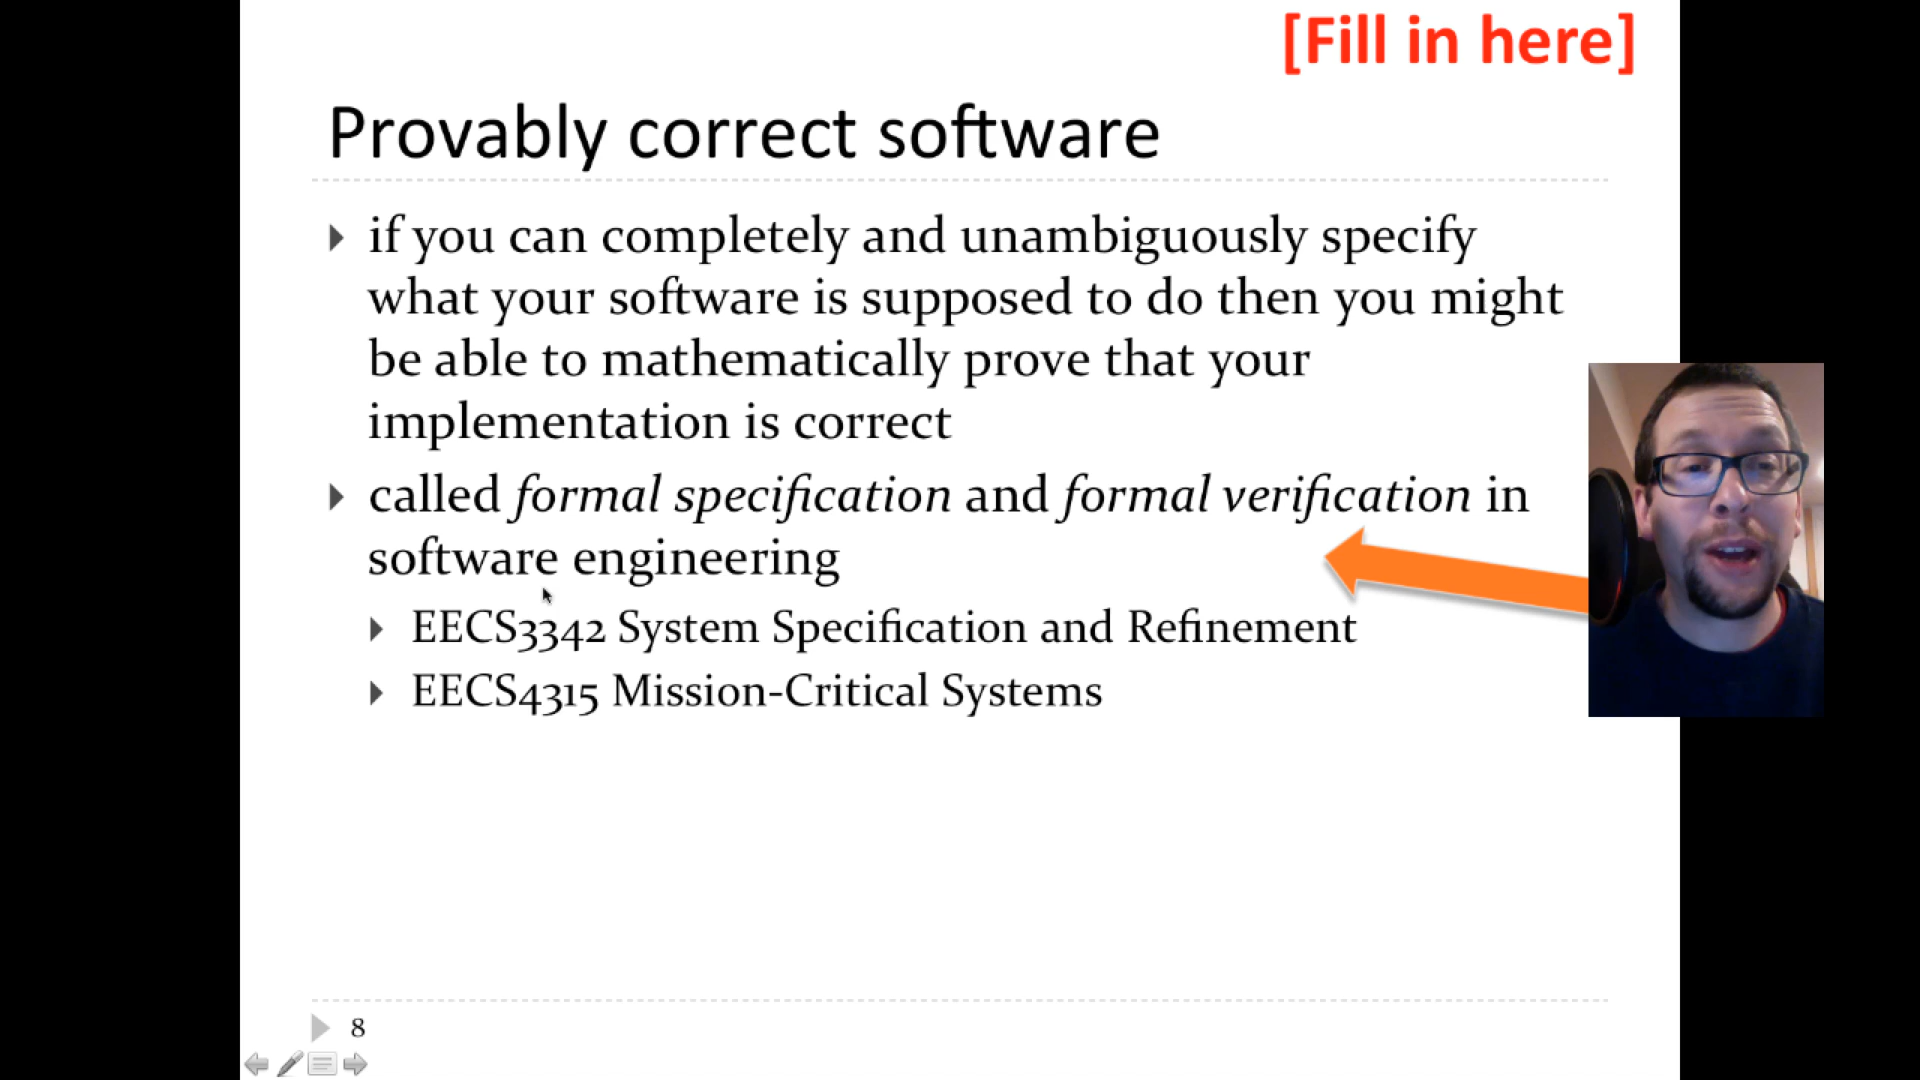 [Fill in here]
Provably correct software
if you can completely and unambiguously specify
what your software is supposed to do then you might
be able to mathematically prove that your
implementation is correct
called formal specification and formal verification in
software engineering
EECS3342 System Specification and Refinement
EECS4315 Mission-Critical Systems
8